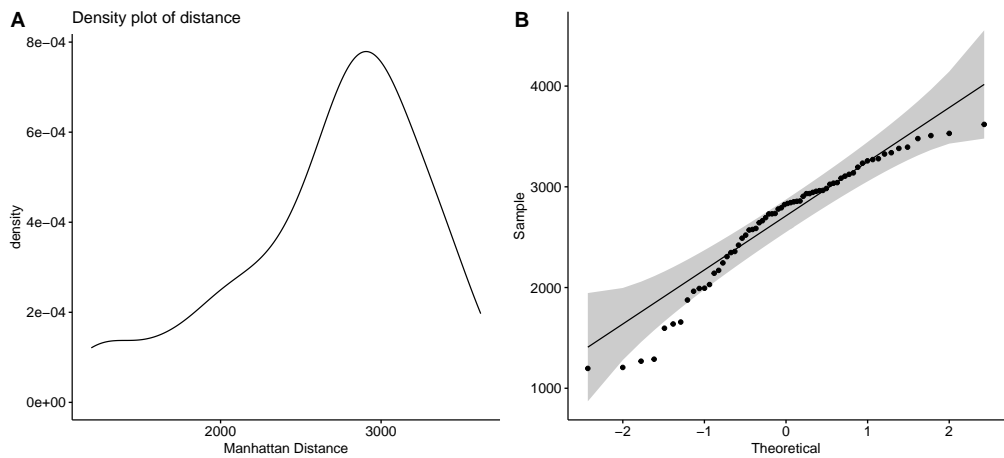 A
Density plot of distance
8e−04
6e−04
4e−04
2e−04
0e+00
density
2000
3000
Manhattan Distance
B
4000
3000
2000
1000
Sample
−2
−1
0
1
2
Theoretical